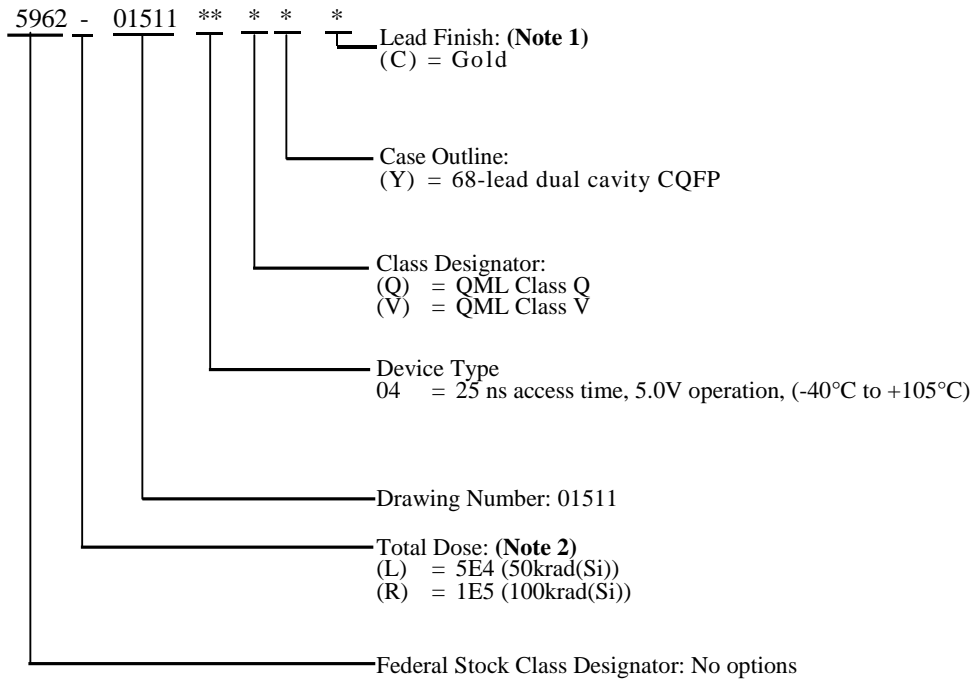 5962 - 01511 ** * * *
Lead Finish: (Note 1)
(C) = Gold
Case Outline:
(Y) = 68-lead dual cavity CQFP
Class Designator:
(Q) = QML Class Q
(V) = QML Class V
Device Type
04 = 25 ns access time, 5.0V operation, (-40°C to +105°C)
Drawing Number: 01511
Total Dose: (Note 2)
(L) = 5E4 (50krad(Si))
(R) = 1E5 (100krad(Si))
Federal Stock Class Designator: No options